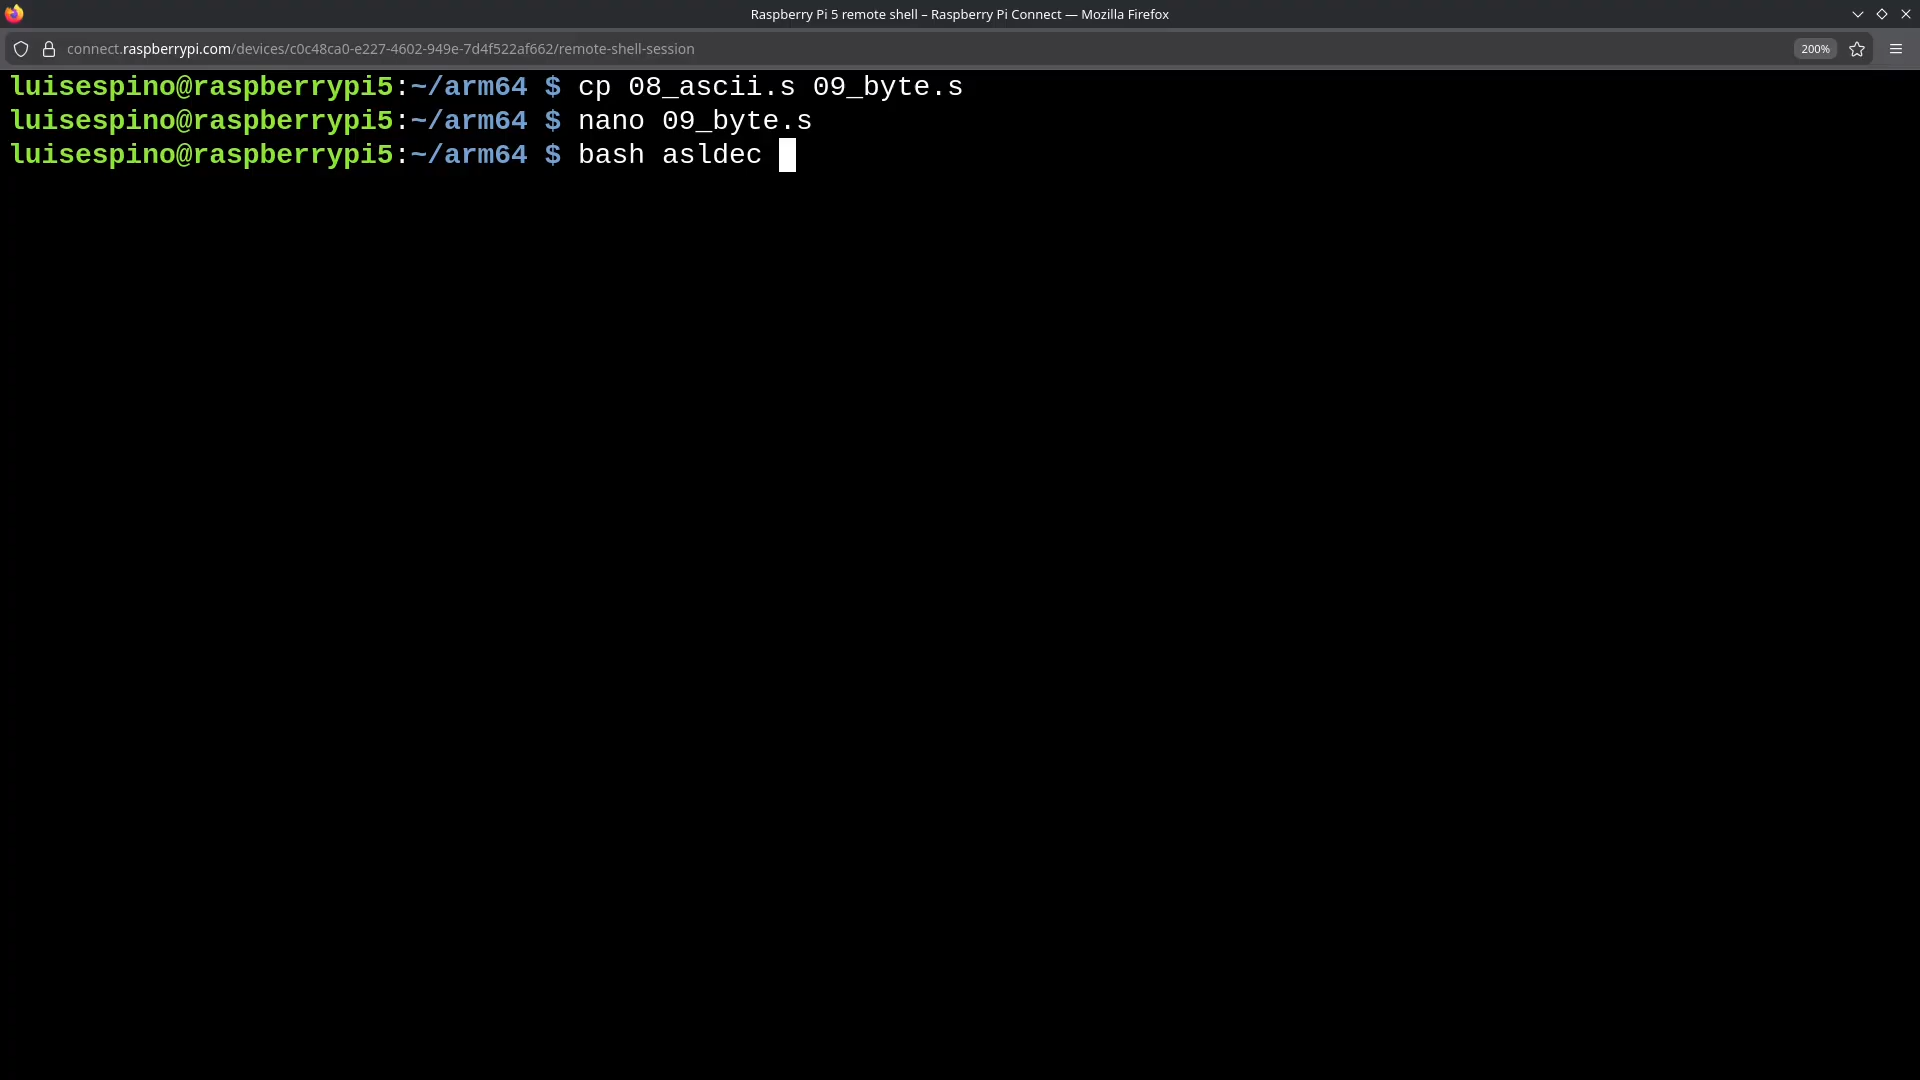 Raspberry Pi 5 remote shell – Raspberry Pi Connect — Mozilla Firefox
connect.raspberrypi.com/devices/c0c48ca0-e227-4602-949e-7d4f522af662/remote-shell-session
200%
luisespino@raspberrypi5:~/arm64 $ cp 08_ascii.s 09_byte.s
luisespino@raspberrypi5:~/arm64 $ nano 09_byte.s
luisespino@raspberrypi5:~/arm64 $ bash asldec